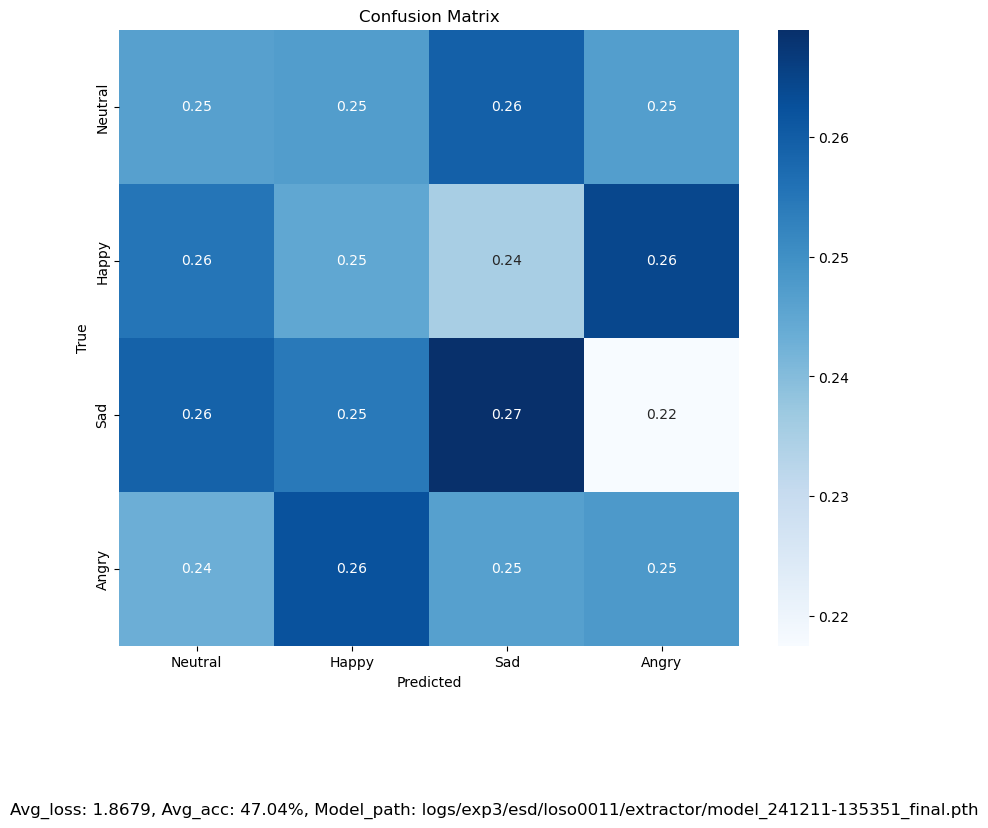 Confusion Matrix
Neutral 0.25 0.25 0.26 0.25
Happy 0.26 0.25 0.24 0.26
Sad 0.26 0.25 0.27 0.22
Angry 0.24 0.26 0.25 0.25
True
Neutral Happy Sad Angry
Predicted
0.26
0.25
0.24
0.23
0.22
Avg_loss: 1.8679, Avg_acc: 47.04%, Model_path: logs/exp3/esd/loso0011/extractor/model_241211-135351_final.pth